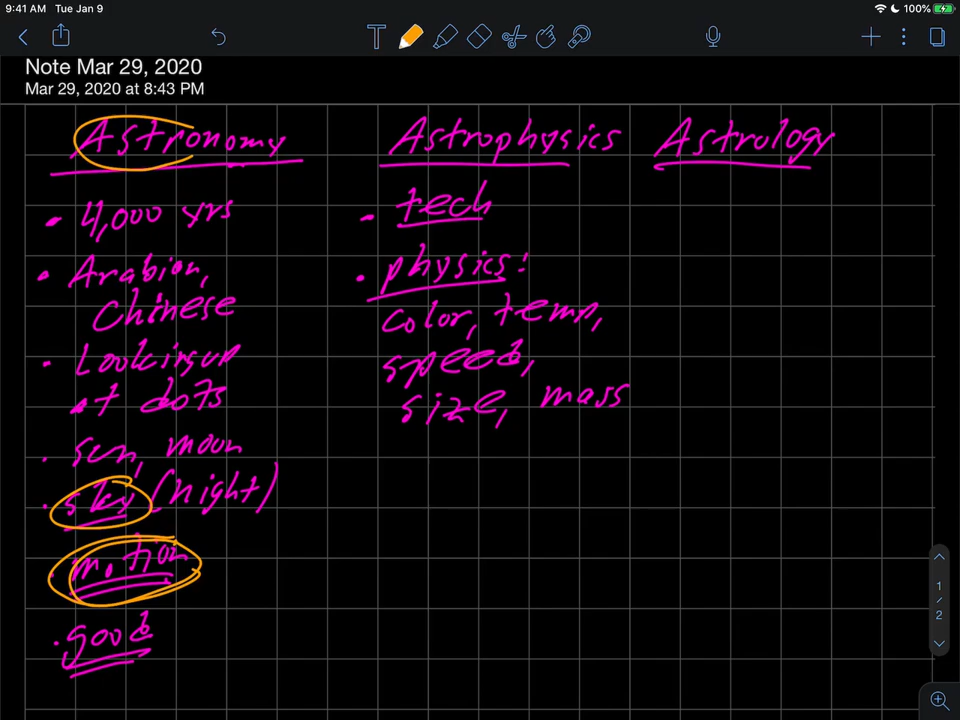 9:41 AM Tue Jan 9
100%
Note Mar 29, 2020
Mar 29, 2020 at 8:43 PM
Astronomy
• 4,000 yrs
• Arabian,
Chinese
• Looking up
at dots
• sun, moon
• sky (night)
• motion
• good
Astrophysics
• tech
• physics:
color, temp,
speed,
size, mass
Astrology
1
/
2